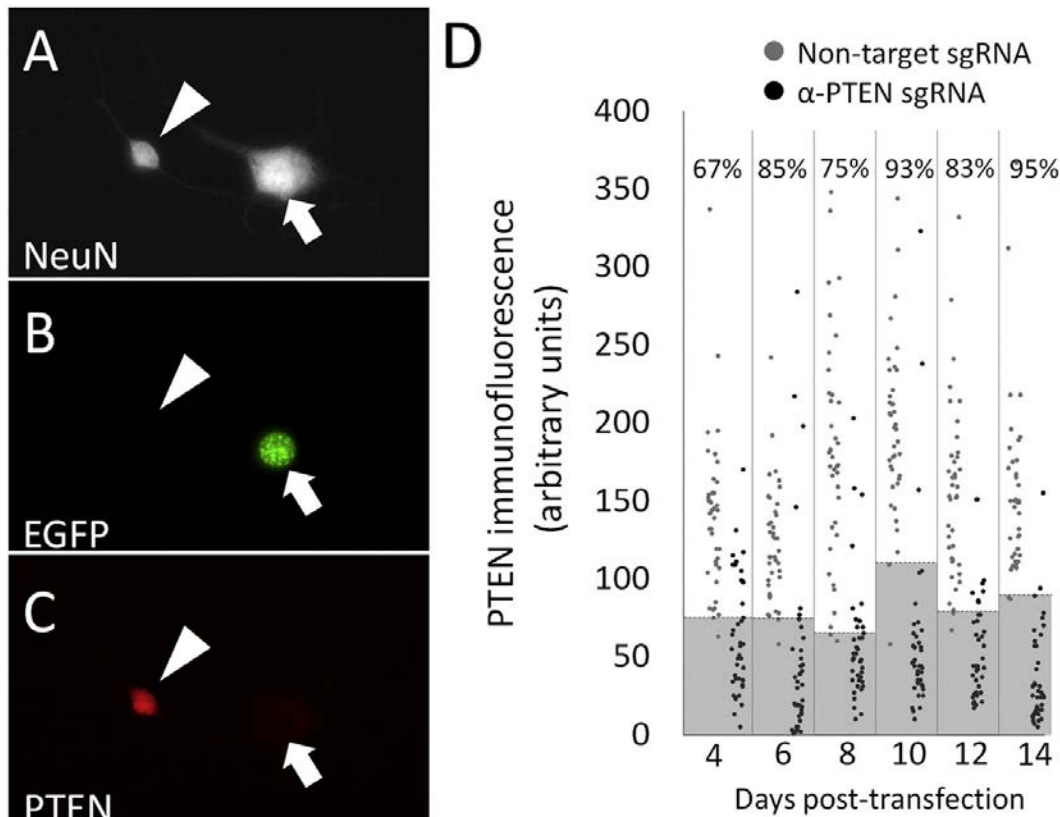 A
NeuN
B
EGFP
C
PTEN
D
Non-target sgRNA
α-PTEN sgRNA
PTEN immunofluorescence
(arbitrary units)
400
350
300
250
200
150
100
50
0
67% 85% 75% 93% 83% 95%
4 6 8 10 12 14
Days post-transfection